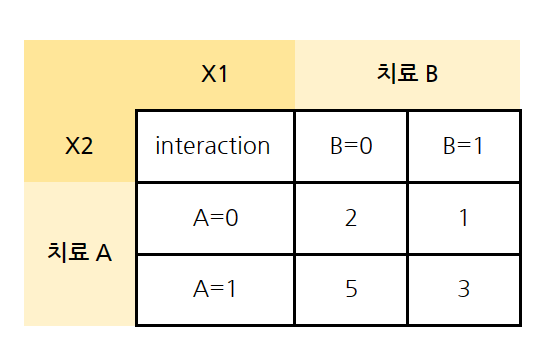 X1 치료 B
X2 interaction B=0 B=1
치료 A A=0 2 1
A=1 5 3